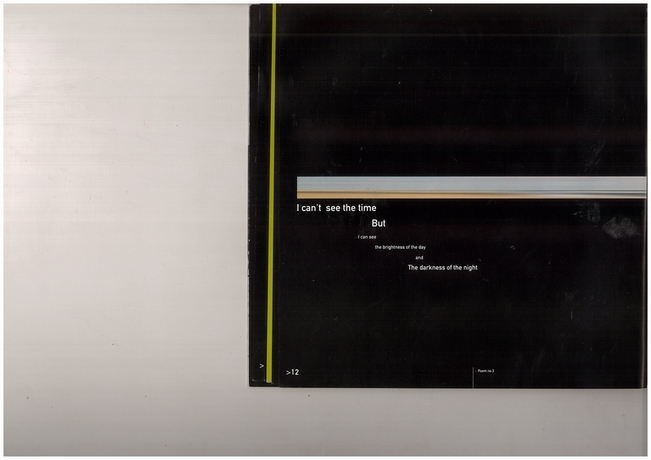 I can't see the time
But
I can see
the brightness of the day
and
The darkness of the night
>
>12
Poem no.5